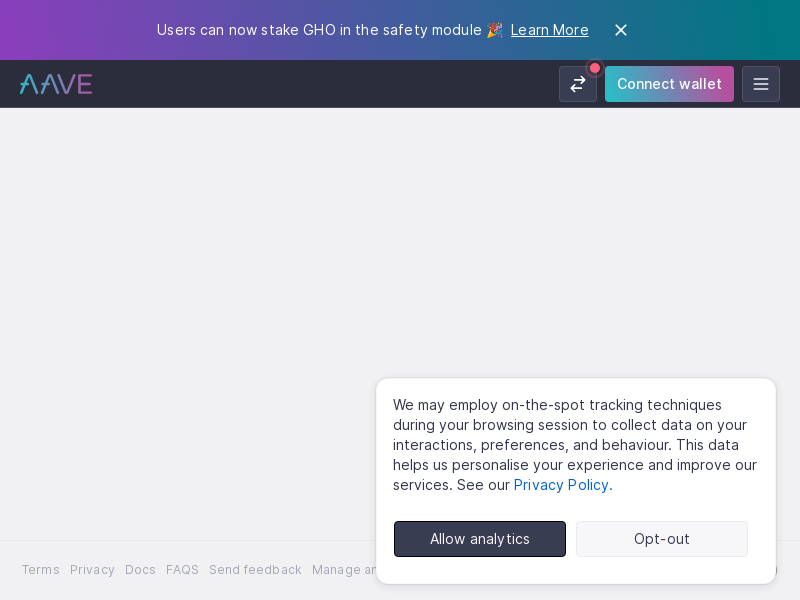 Users can now stake GHO in the safety module 🎉 Learn More
AAVE
Connect wallet
We may employ on-the-spot tracking techniques
during your browsing session to collect data on your
interactions, preferences, and behaviour. This data
helps us personalise your experience and improve our
services. See our Privacy Policy.
Allow analytics
Opt-out
Terms Privacy Docs FAQS Send feedback Manage